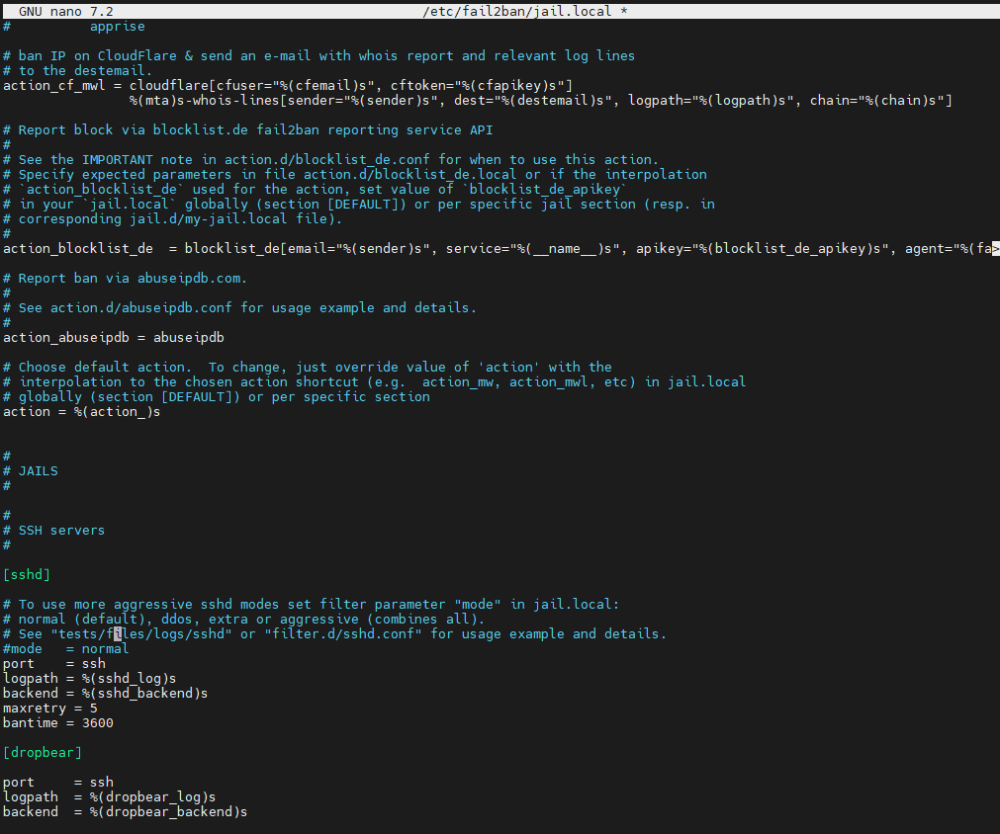 GNU nano 7.2                                       /etc/fail2ban/jail.local *
#          apprise
# ban IP on CloudFlare & send an e-mail with whois report and relevant log lines
# to the destemail.
action_cf_mwl = cloudflare[cfuser="%(cfemail)s", cftoken="%(cfapikey)s"]
                %(mta)s-whois-lines[sender="%(sender)s", dest="%(destemail)s", logpath="%(logpath)s", chain="%(chain)s"]
# Report block via blocklist.de fail2ban reporting service API
#
# See the IMPORTANT note in action.d/blocklist_de.conf for when to use this action.
# Specify expected parameters in file action.d/blocklist_de.local or if the interpolation
# `action_blocklist_de` used for the action, set value of `blocklist_de_apikey`
# in your `jail.local` globally (section [DEFAULT]) or per specific jail section (resp. in
# corresponding jail.d/my-jail.local file).
#
action_blocklist_de  = blocklist_de[email="%(sender)s", service="%(__name__)s", apikey="%(blocklist_de_apikey)s", agent="%(fa>
# Report ban via abuseipdb.com.
#
# See action.d/abuseipdb.conf for usage example and details.
#
action_abuseipdb = abuseipdb
# Choose default action.  To change, just override value of 'action' with the
# interpolation to the chosen action shortcut (e.g.  action_mw, action_mwl, etc) in jail.local
# globally (section [DEFAULT]) or per specific section
action = %(action_)s
#
# JAILS
#
#
# SSH servers
#
[sshd]
# To use more aggressive sshd modes set filter parameter "mode" in jail.local:
# normal (default), ddos, extra or aggressive (combines all).
# See "tests/files/logs/sshd" or "filter.d/sshd.conf" for usage example and details.
#mode   = normal
port    = ssh
logpath = %(sshd_log)s
backend = %(sshd_backend)s
maxretry = 5
bantime = 3600
[dropbear]
port     = ssh
logpath  = %(dropbear_log)s
backend  = %(dropbear_backend)s